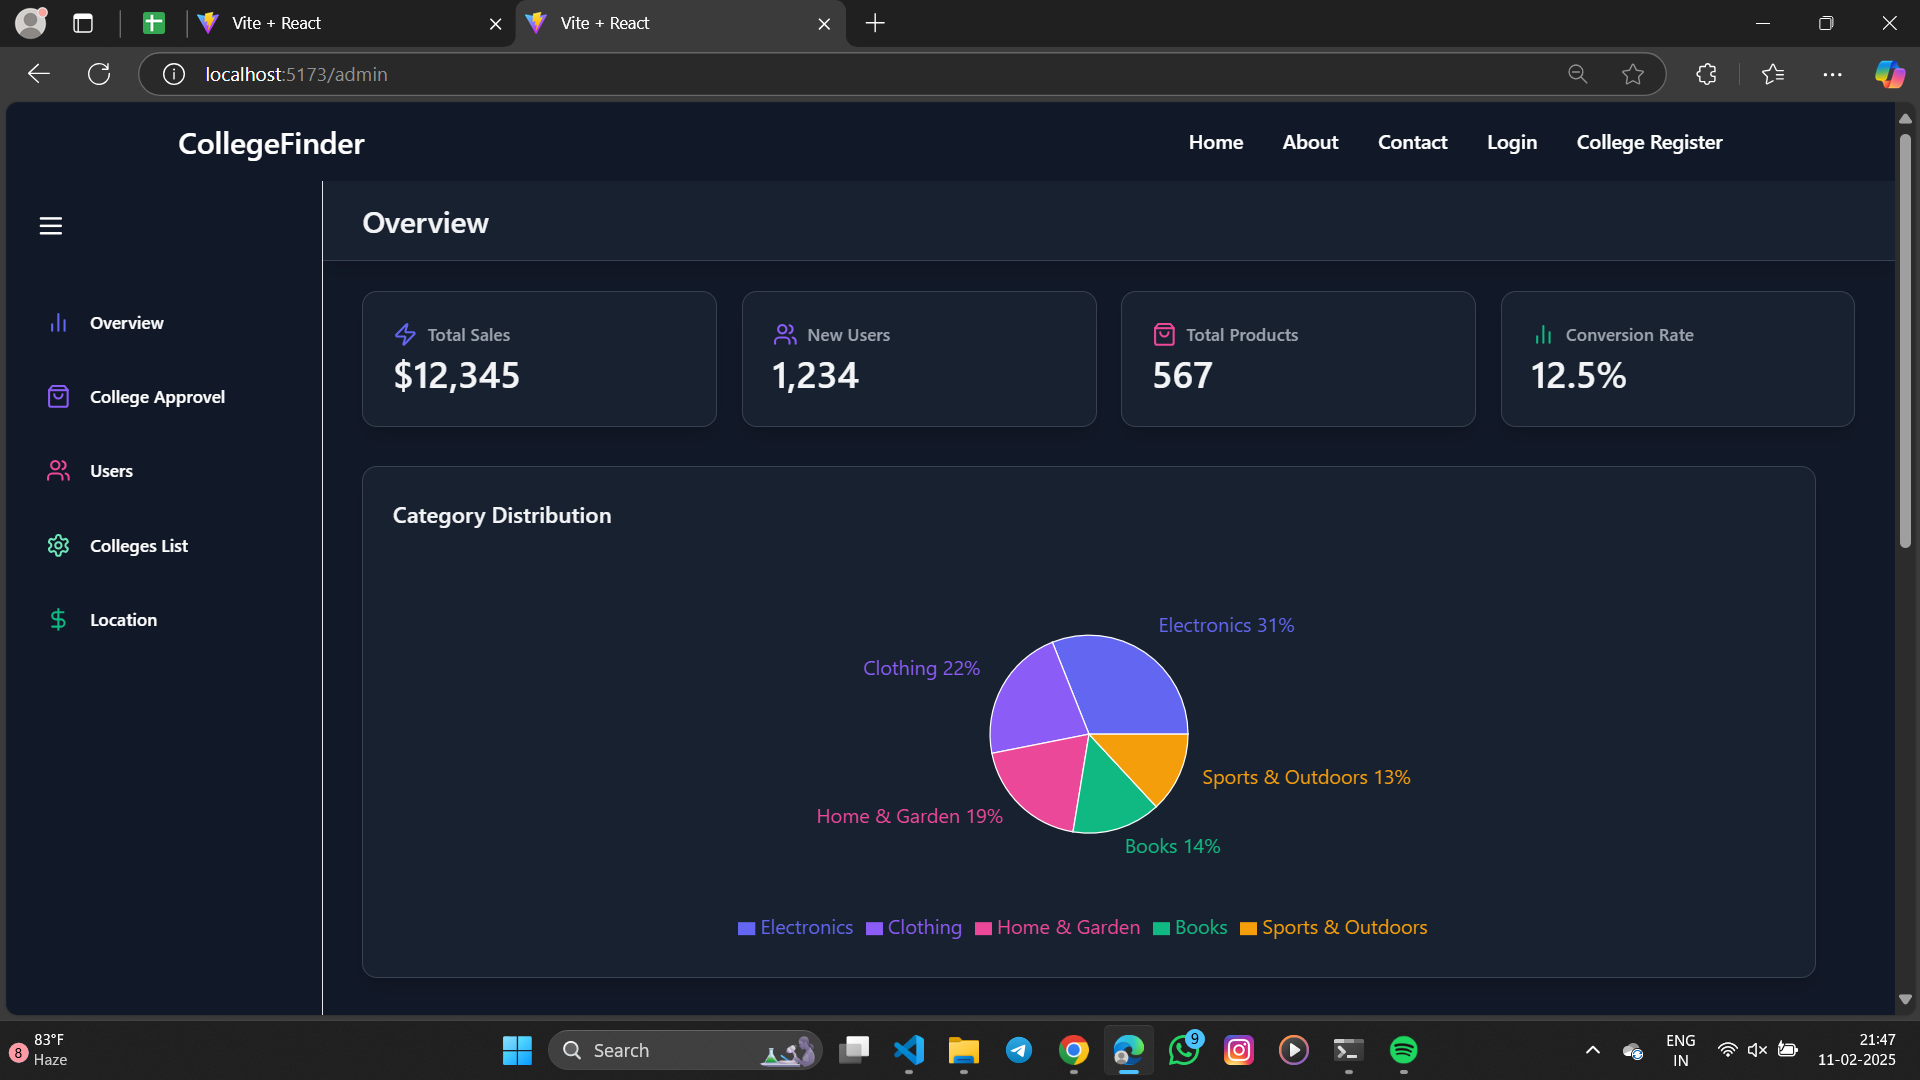 Vite + React
Vite + React
localhost:5173/admin
CollegeFinder
Home
About
Contact
Login
College Register
Overview
College Approvel
Users
Colleges List
Location
Overview
Total Sales
$12,345
New Users
1,234
Total Products
567
Conversion Rate
12.5%
Category Distribution
Electronics 31%
Clothing 22%
Sports & Outdoors 13%
Home & Garden 19%
Books 14%
Electronics
Clothing
Home & Garden
Books
Sports & Outdoors
8
83°F
Haze
Search
9
ENG
IN
21:47
11-02-2025